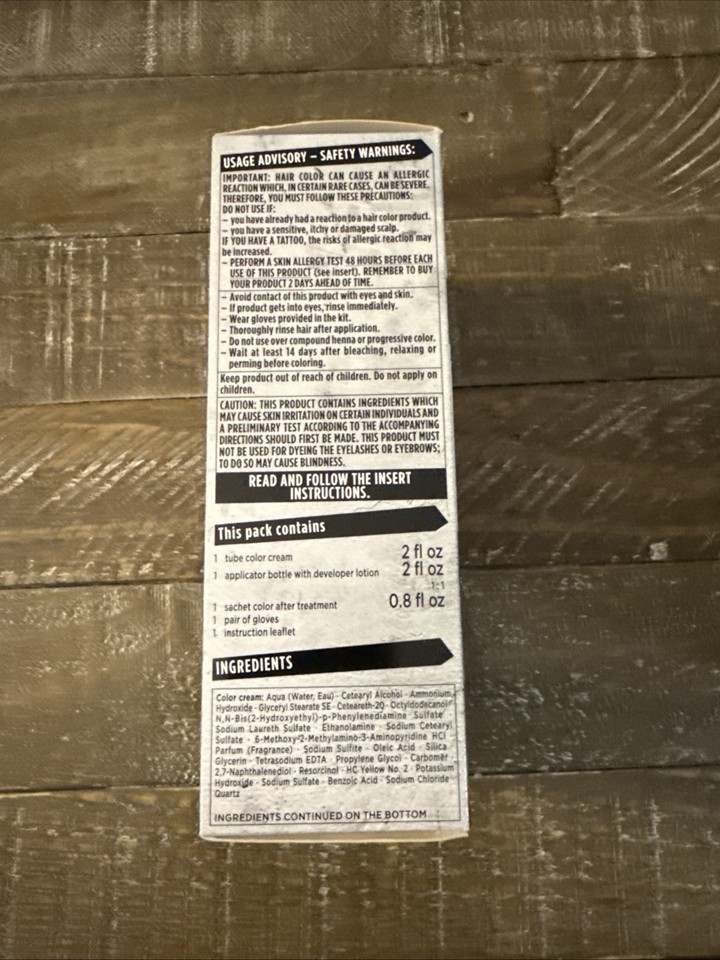 USAGE ADVISORY – SAFETY WARNINGS:
IMPORTANT: HAIR COLOR CAN CAUSE AN ALLERGIC
REACTION WHICH, IN CERTAIN RARE CASES, CAN BE SEVERE.
THEREFORE, YOU MUST FOLLOW THESE PRECAUTIONS:
DO NOT USE IF:
– you have already had a reaction to a hair color product.
– you have a sensitive, itchy or damaged scalp.
IF YOU HAVE A TATTOO, the risks of allergic reaction may
be increased.
– PERFORM A SKIN ALLERGY TEST 48 HOURS BEFORE EACH
USE OF THIS PRODUCT (see insert). REMEMBER TO BUY
YOUR PRODUCT 2 DAYS AHEAD OF TIME.
– Avoid contact of this product with eyes and skin.
– If product gets into eyes, rinse immediately.
– Wear gloves provided in the kit.
– Thoroughly rinse hair after application.
– Do not use over compound henna or progressive color.
– Wait at least 14 days after bleaching, relaxing or
perming before coloring.
Keep product out of reach of children. Do not apply on
children.
CAUTION: THIS PRODUCT CONTAINS INGREDIENTS WHICH
MAY CAUSE SKIN IRRITATION ON CERTAIN INDIVIDUALS AND
A PRELIMINARY TEST ACCORDING TO THE ACCOMPANYING
DIRECTIONS SHOULD FIRST BE MADE. THIS PRODUCT MUST
NOT BE USED FOR DYEING THE EYELASHES OR EYEBROWS;
TO DO SO MAY CAUSE BLINDNESS.
READ AND FOLLOW THE INSERT
INSTRUCTIONS.
This pack contains
1 tube color cream 2 fl oz
1 applicator bottle with developer lotion 2 fl oz
1:1
1 sachet color after treatment 0.8 fl oz
1 pair of gloves
1 instruction leaflet
INGREDIENTS
Color cream: Aqua (Water, Eau) · Cetearyl Alcohol · Ammonium
Hydroxide · Glyceryl Stearate SE · Ceteareth-20 · Octyldodecanol
N,N-Bis(2-Hydroxyethyl)-p-Phenylenediamine Sulfate
Sodium Laureth Sulfate · Ethanolamine · Sodium Cetearyl
Sulfate · 6-Methoxy-2-Methylamino-3-Aminopyridine HCl
Parfum (Fragrance) · Sodium Sulfite · Oleic Acid · Silica
Glycerin · Tetrasodium EDTA · Propylene Glycol · Carbomer
2,7-Naphthalenediol · Resorcinol · HC Yellow No. 2 · Potassium
Hydroxide · Sodium Sulfate · Benzoic Acid · Sodium Chloride
Quartz
INGREDIENTS CONTINUED ON THE BOTTOM